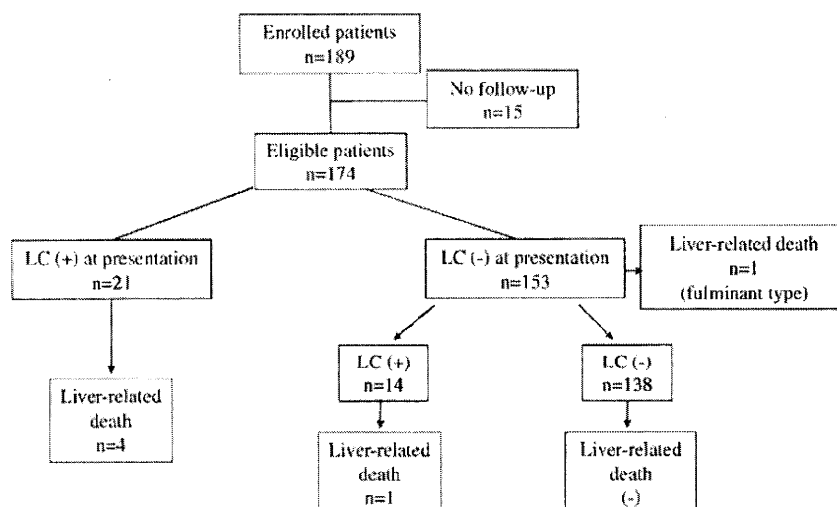 Enrolled patients
n=189
No follow-up
n=15
Eligible patients
n=174
LC (+) at presentation
n=21
LC (-) at presentation
n=153
Liver-related death
n=1
(fulminant type)
LC (+)
n=14
LC (-)
n=138
Liver-related
death
n=4
Liver-related
death
n=1
Liver-related
death
(-)